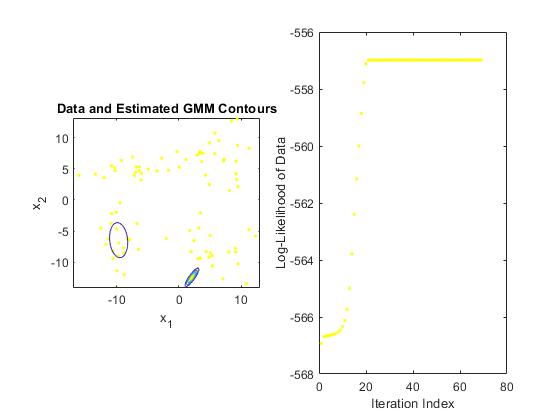 Data and Estimated GMM Contours
10
5
0
-5
-10
x2
-10 0 10
x1
-556
-558
-560
-562
-564
-566
-568
Log-Likelihood of Data
0 20 40 60 80
Iteration Index